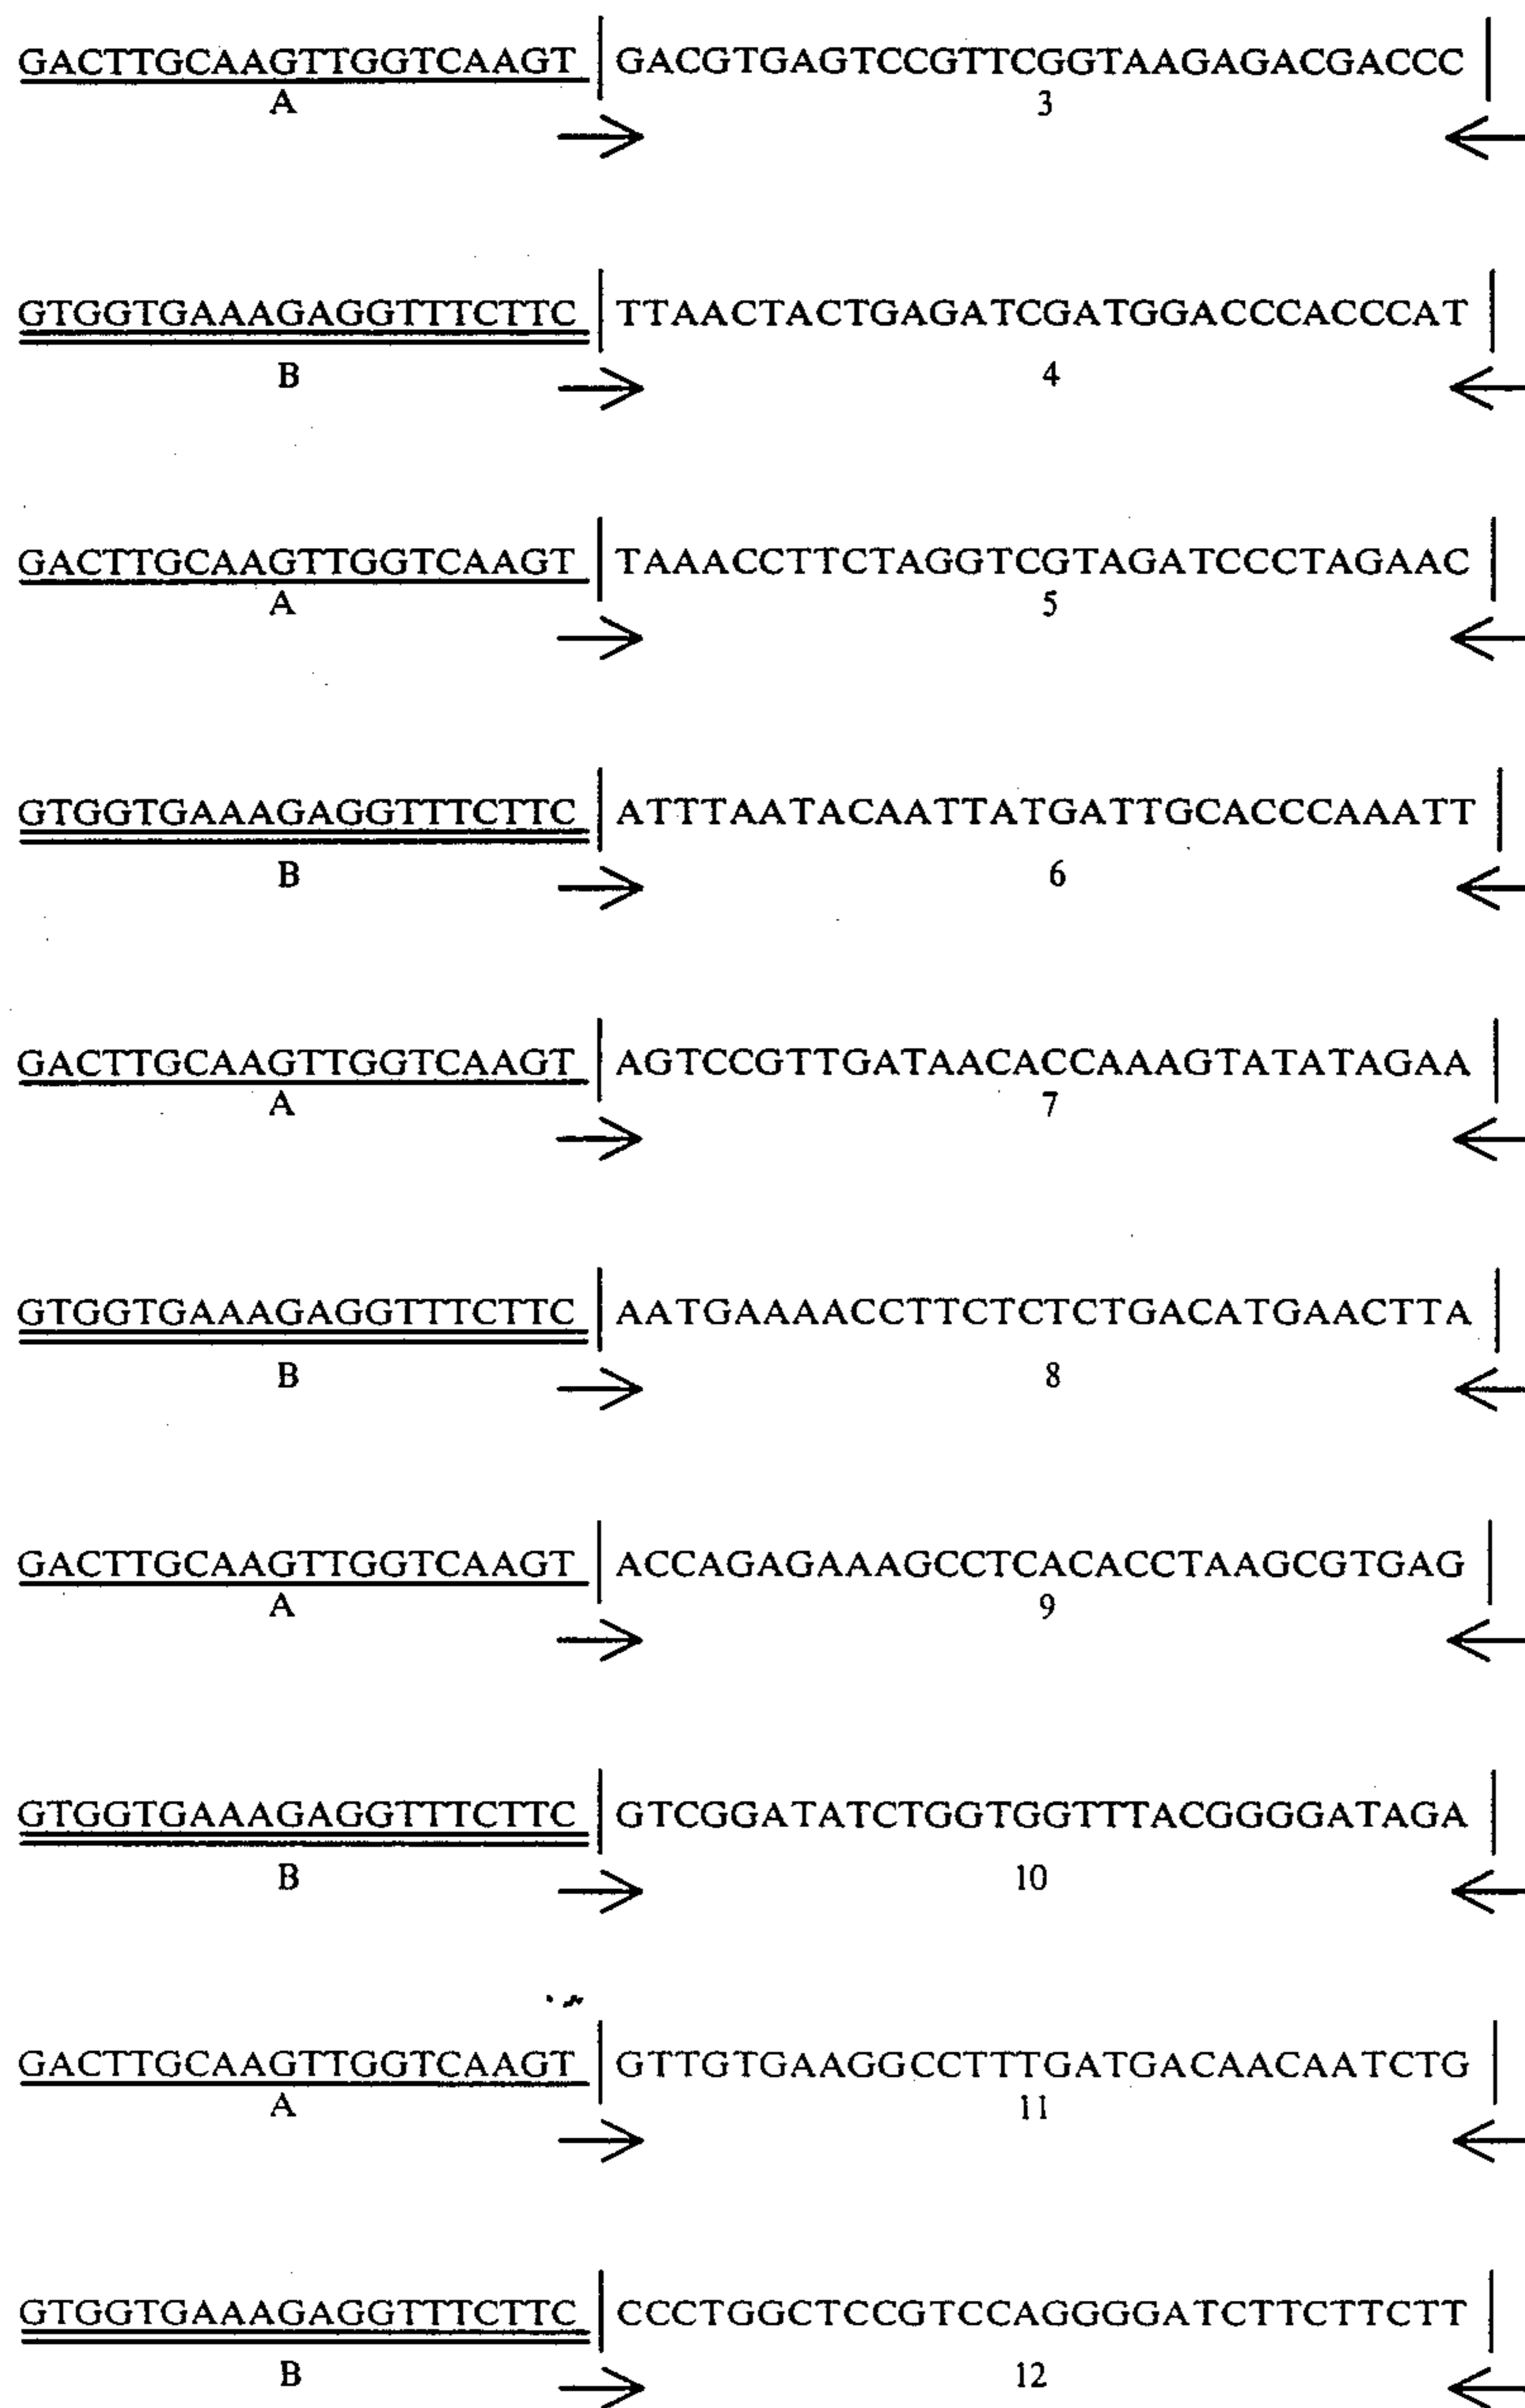 GACTTGCAAGTTGGTCAAGT GACGTGAGTCCGTTCGGTAAGAGACGACCC
A 3
GTGGTGAAAGAGGTTTCTTC TTAACTACTGAGATCGATGGACCCACCCAT
B 4
GACTTGCAAGTTGGTCAAGT TAAACCTTCTAGGTCGTAGATCCCTAGAAC
A 5
GTGGTGAAAGAGGTTTCTTC ATTTAATACAATTATGATTGCACCCAAATT
B 6
GACTTGCAAGTTGGTCAAGT AGTCCGTTGATAACACCAAAGTATATAGAA
A 7
GTGGTGAAAGAGGTTTCTTC AATGAAAACCTTCTCTCTGACATGAACTTA
B 8
GACTTGCAAGTTGGTCAAGT ACCAGAGAAAGCCTCACACCTAAGCGTGAG
A 9
GTGGTGAAAGAGGTTTCTTC GTCGGATATCTGGTGGTTTACGGGGATAGA
B 10
GACTTGCAAGTTGGTCAAGT GTTGTGAAGGCCTTTGATGACAACAATCTG
A 11
GTGGTGAAAGAGGTTTCTTC CCCTGGCTCCGTCCAGGGGATCTTCTTCTT
B 12